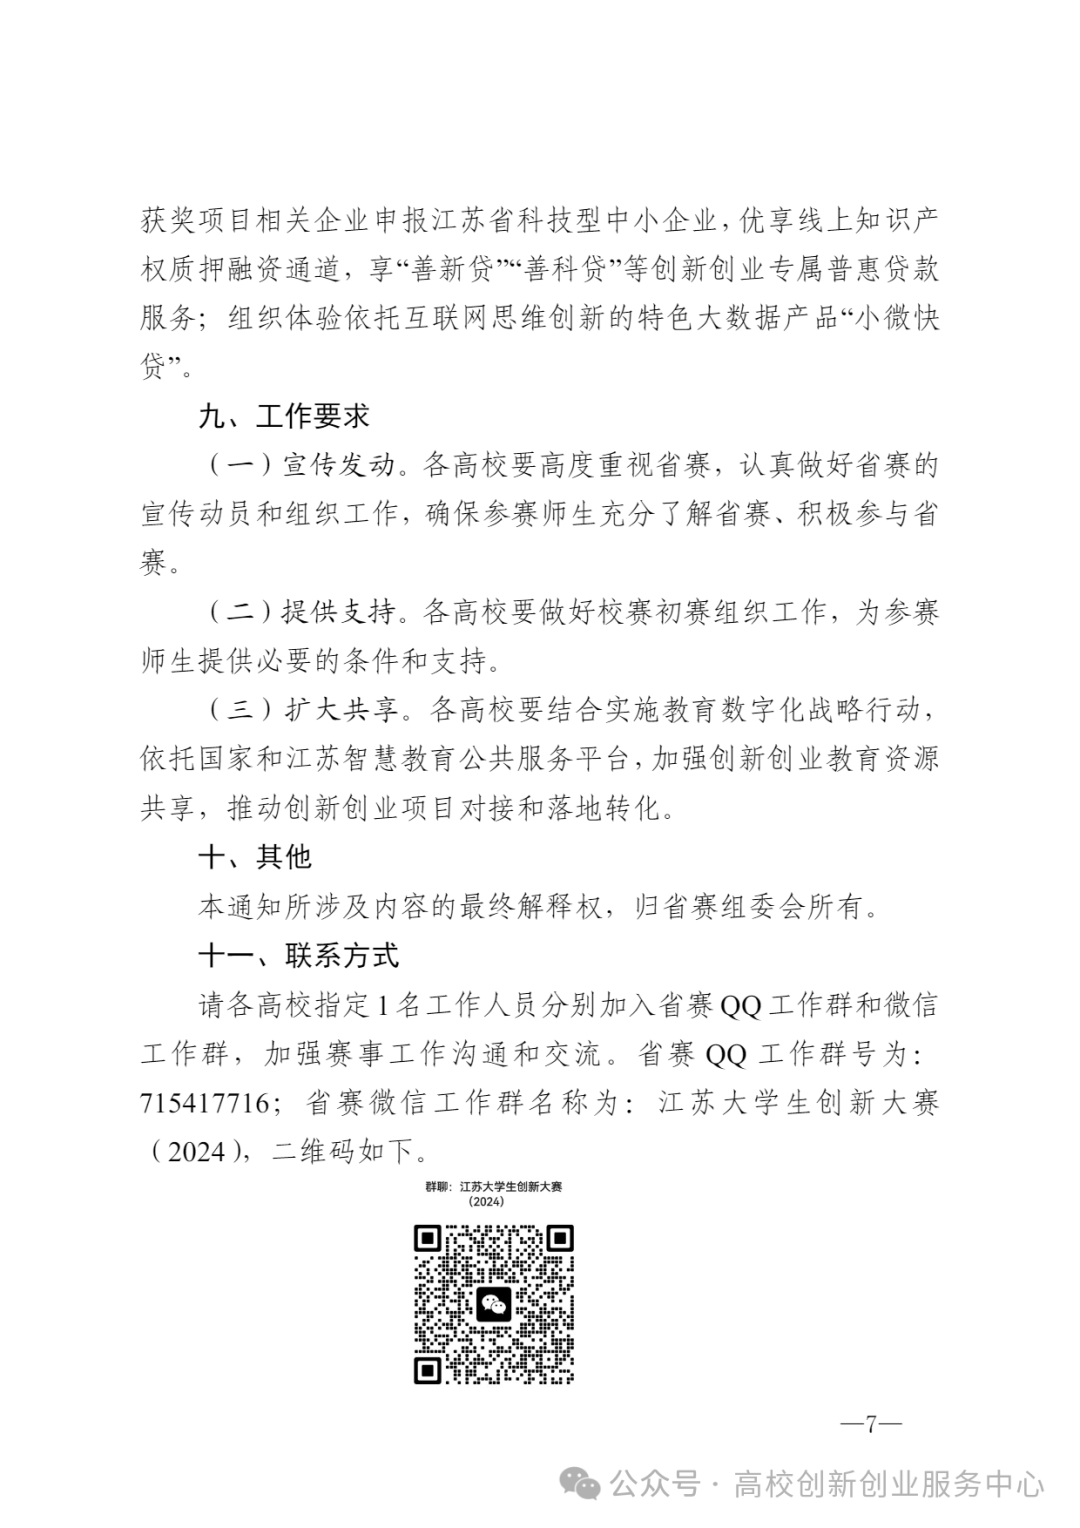 获奖项目相关企业申报江苏省科技型中小企业，优享线上知识产
权质押融资通道，享“善新贷”“善科贷”等创新创业专属普惠贷款
服务；组织体验依托互联网思维创新的特色大数据产品“小微快
贷”。
九、工作要求
（一）宣传发动。各高校要高度重视省赛，认真做好省赛的
宣传动员和组织工作，确保参赛师生充分了解省赛、积极参与省
赛。
（二）提供支持。各高校要做好校赛初赛组织工作，为参赛
师生提供必要的条件和支持。
（三）扩大共享。各高校要结合实施教育数字化战略行动，
依托国家和江苏智慧教育公共服务平台，加强创新创业教育资源
共享，推动创新创业项目对接和落地转化。
十、其他
本通知所涉及内容的最终解释权，归省赛组委会所有。
十一、联系方式
请各高校指定 1 名工作人员分别加入省赛 QQ 工作群和微信
工作群，加强赛事工作沟通和交流。省赛 QQ 工作群号为：
715417716；省赛微信工作群名称为：江苏大学生创新大赛
（2024），二维码如下。
群聊：江苏大学生创新大赛
（2024）
—7—
公众号 · 高校创新创业服务中心